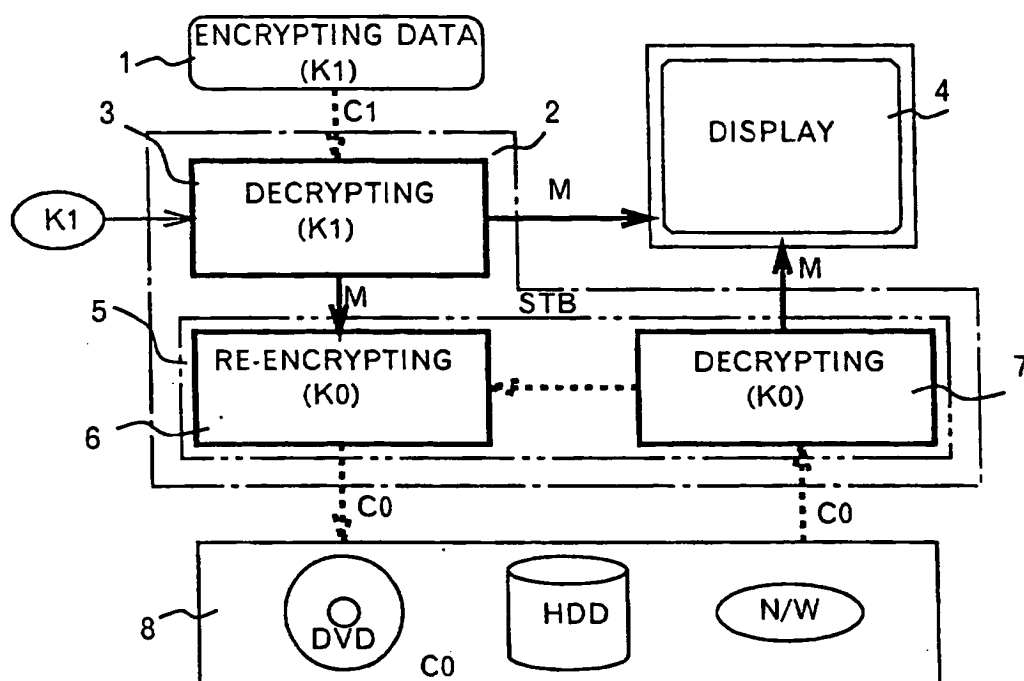 ENCRYPTING DATA
(K1)
1
C1
3
2
4
DISPLAY
DECRYPTING
(K1)
K1
M
M
M
STB
5
RE-ENCRYPTING
(K0)
DECRYPTING
(K0)
7
6
C0
C0
8
DVD
HDD
N/W
C0